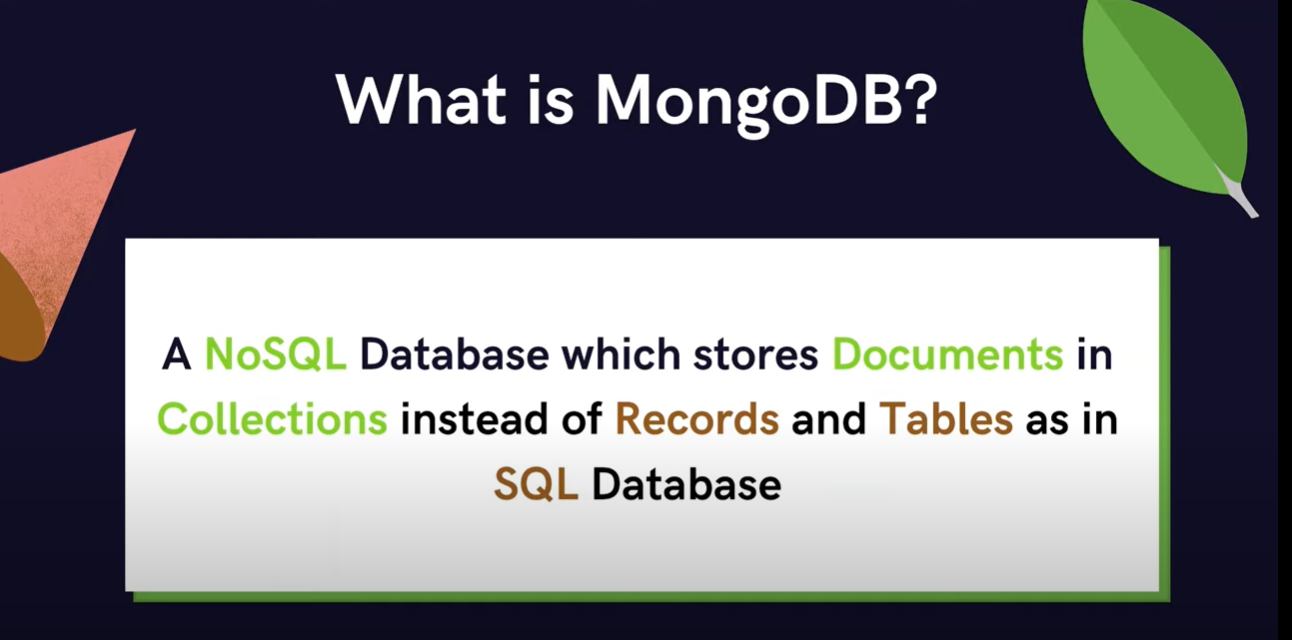 What is MongoDB?
A NoSQL Database which stores Documents in
Collections instead of Records and Tables as in
SQL Database